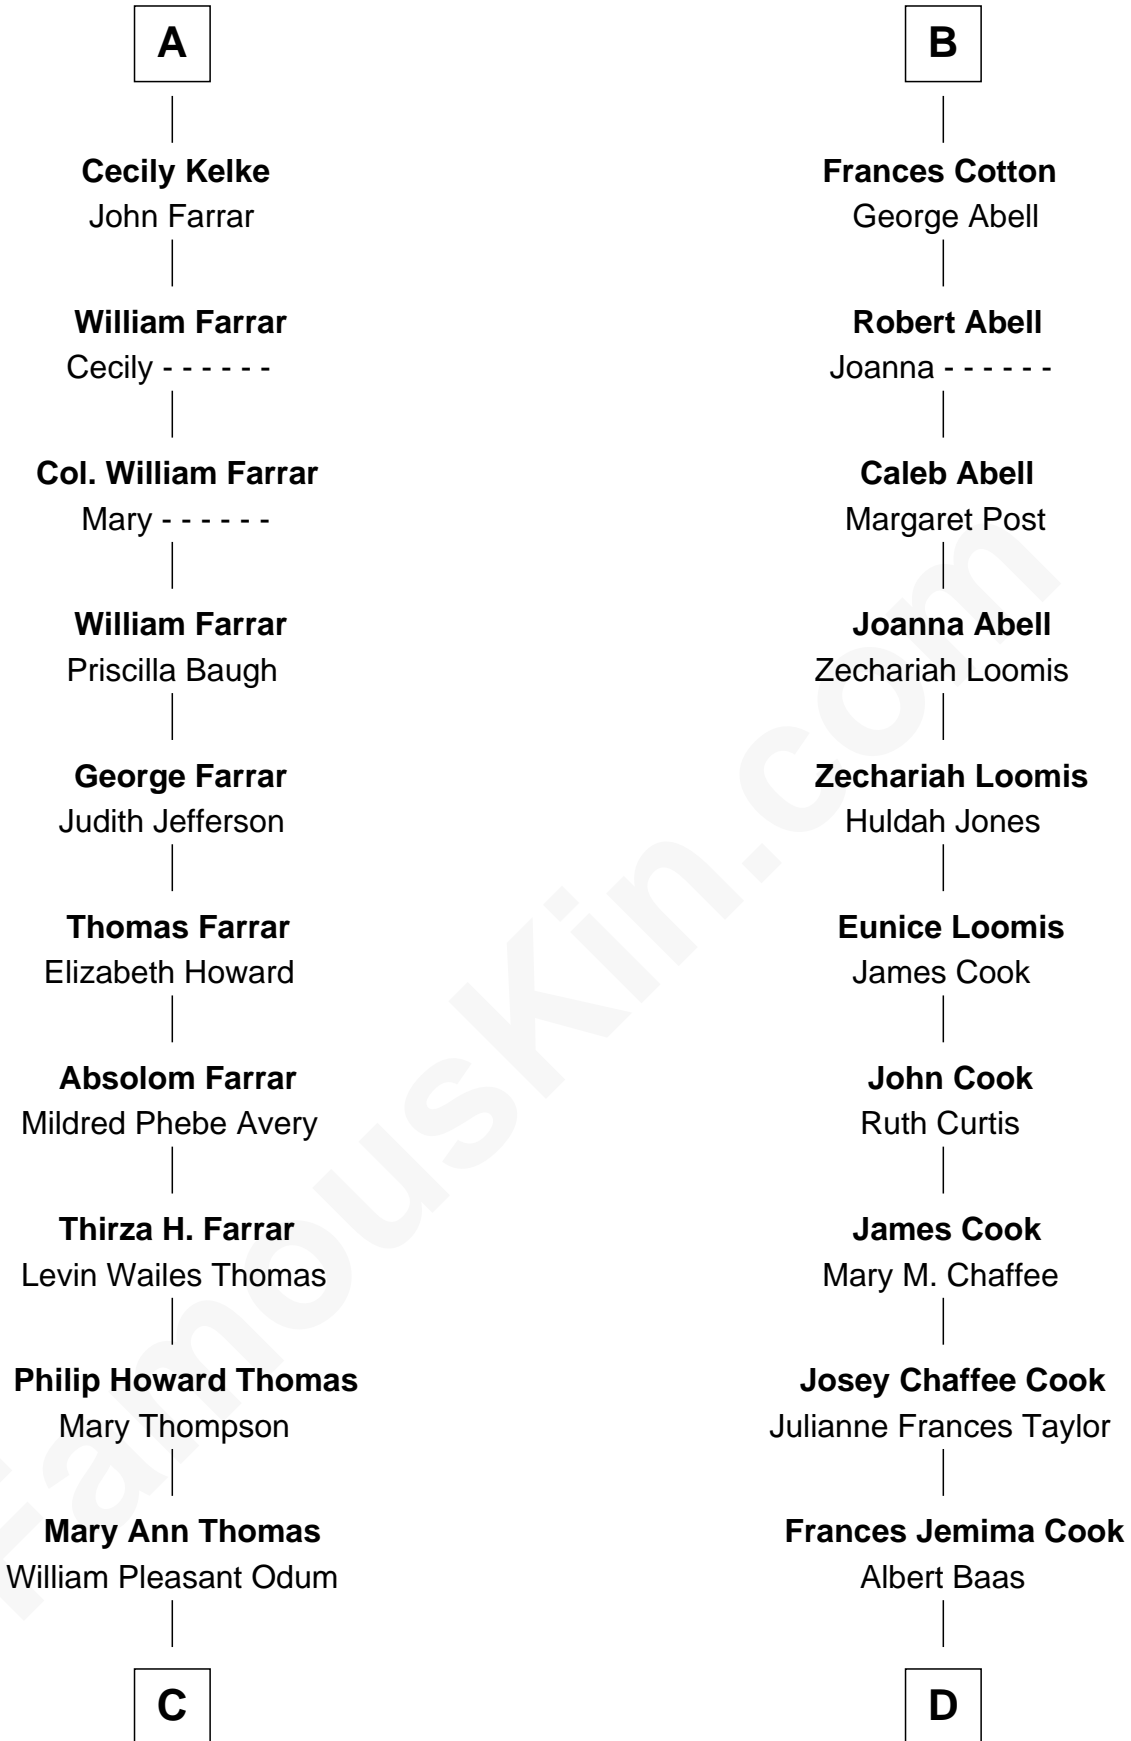 A
Cecily Kelke
John Farrar
William Farrar
Cecily - - - - - -
Col. William Farrar
Mary - - - - - -
William Farrar
Priscilla Baugh
George Farrar
Judith Jefferson
Thomas Farrar
Elizabeth Howard
Absolom Farrar
Mildred Phebe Avery
Thirza H. Farrar
Levin Wailes Thomas
Philip Howard Thomas
Mary Thompson
Mary Ann Thomas
William Pleasant Odum
C
B
Frances Cotton
George Abell
Robert Abell
Joanna - - - - - -
Caleb Abell
Margaret Post
Joanna Abell
Zechariah Loomis
Zechariah Loomis
Huldah Jones
Eunice Loomis
James Cook
John Cook
Ruth Curtis
James Cook
Mary M. Chaffee
Josey Chaffee Cook
Julianne Frances Taylor
Frances Jemima Cook
Albert Baas
D
FamousKin.com